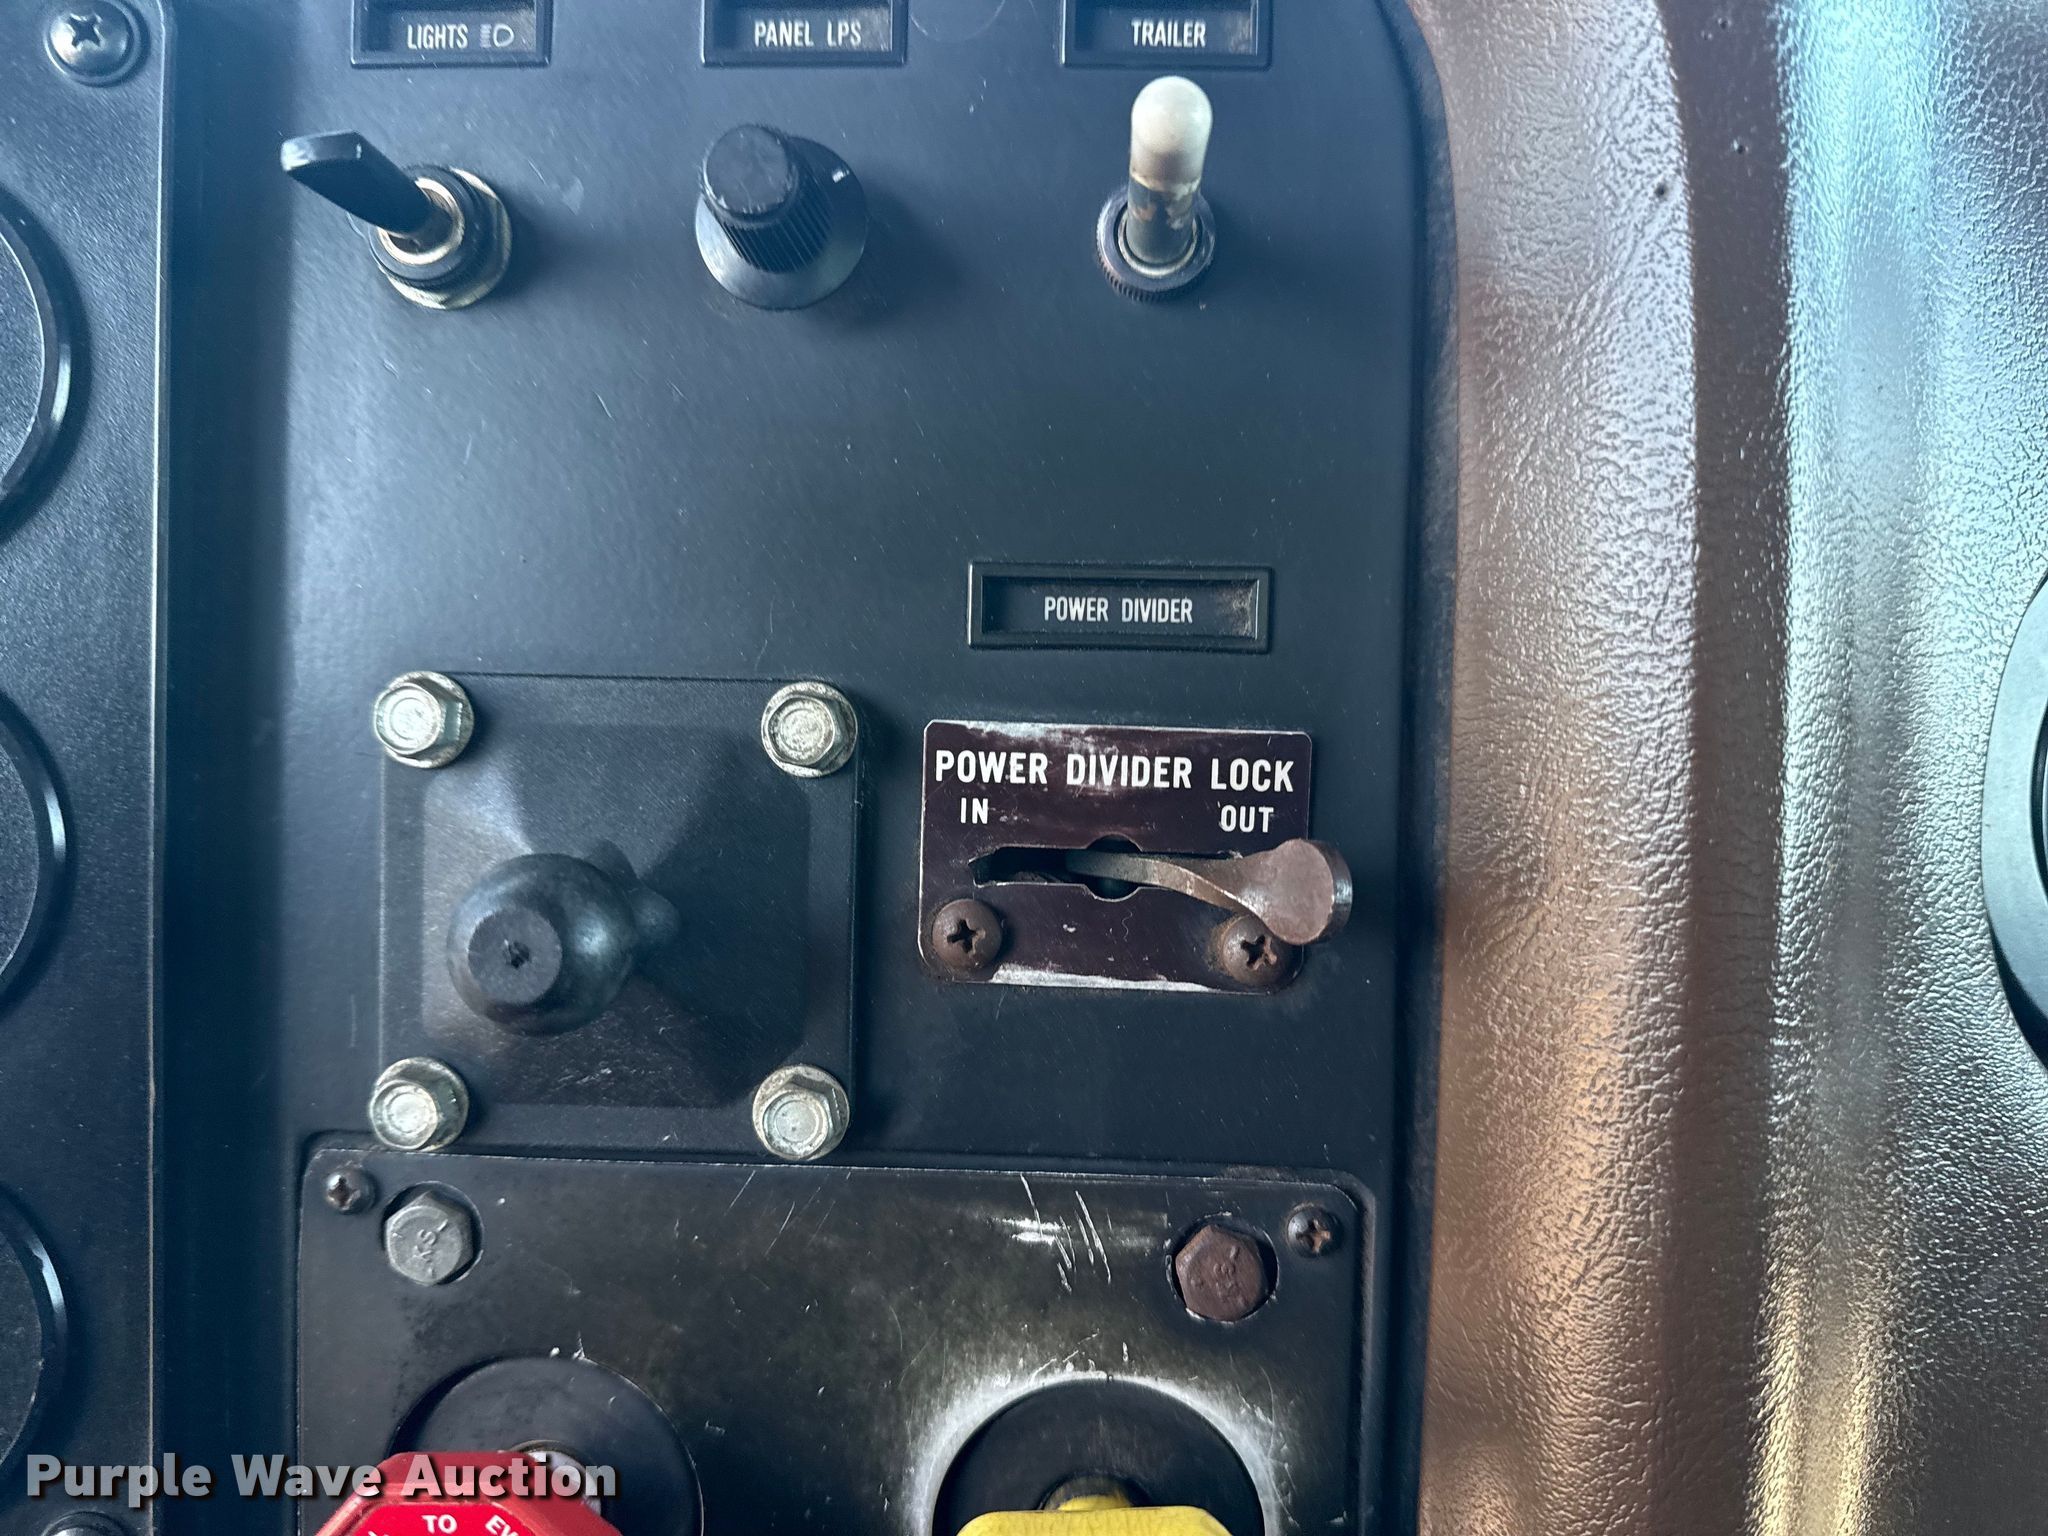 LIGHTS
PANEL LPS
TRAILER
POWER DIVIDER
POWER DIVIDER LOCK
IN OUT
TO
Purple Wave Auction